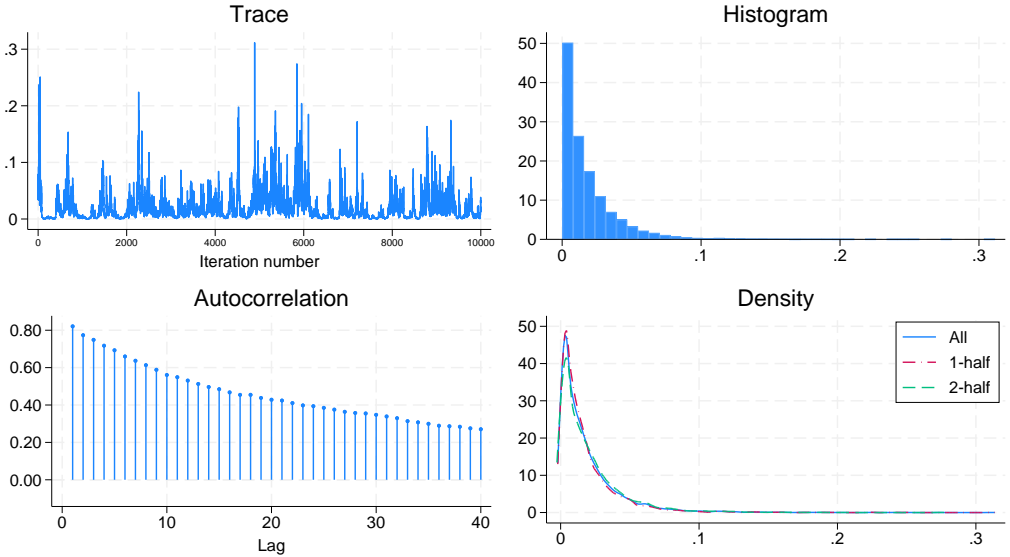 Trace
.3
.2
.1
0
0 2000 4000 6000 8000 10000
Iteration number
Histogram
50
40
30
20
10
0
0 .1 .2 .3
Autocorrelation
0.80
0.60
0.40
0.20
0.00
0 10 20 30 40
Lag
Density
50
40
30
20
10
0
0 .1 .2 .3
All
1-half
2-half